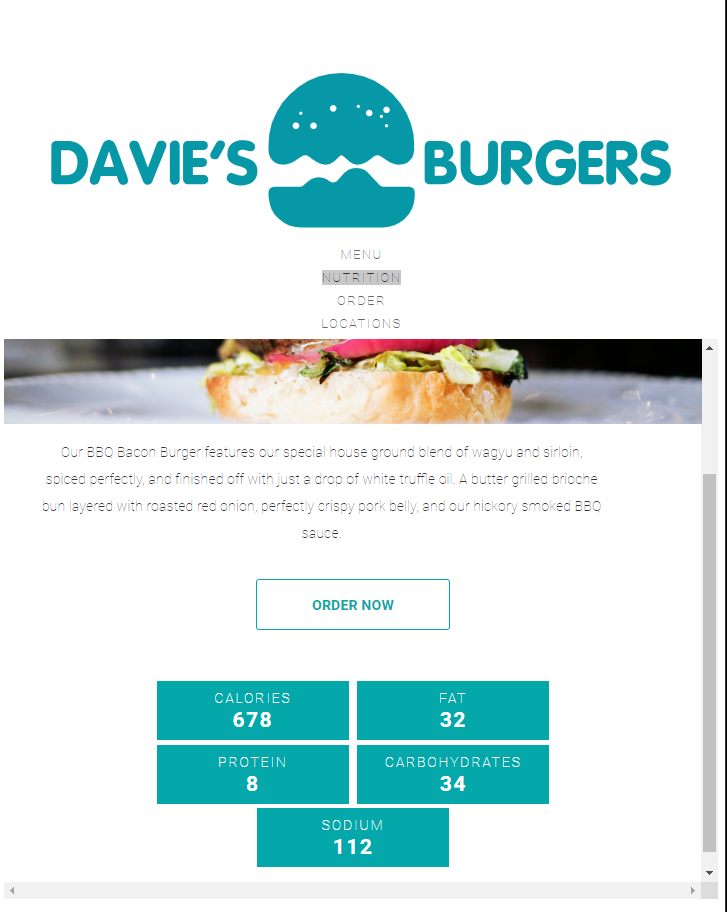 DAVIE'S BURGERS
MENU
NUTRITION
ORDER
LOCATIONS
Our BBQ Bacon Burger features our special house ground blend of wagyu and sirloin,
spiced perfectly, and finished off with just a drop of white truffle oil. A butter grilled brioche
bun layered with roasted red onion, perfectly crispy pork belly, and our hickory smoked BBQ
sauce.
ORDER NOW
CALORIES
678
FAT
32
PROTEIN
8
CARBOHYDRATES
34
SODIUM
112